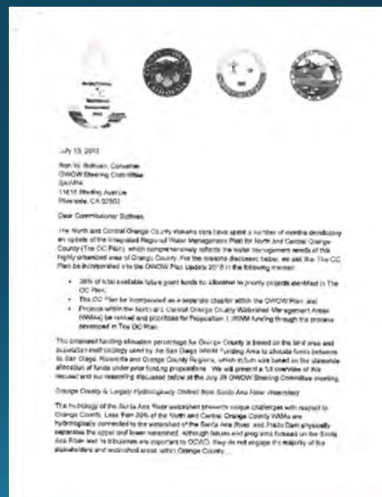 July 13, 2016
Ron W. Sullivan, Convener
OWOW Steering Committee
SAWPA
11615 Sterling Avenue
Riverside, CA 92503
Dear Commissioner Sullivan,
The North and Central Orange County stakeholders have spent a number of months developing
an update of the Integrated Regional Water Management Plan for North and Central Orange
County (The OC Plan), which comprehensively reflects the water management needs of this
highly urbanized area of Orange County. For the reasons discussed below, we ask that The OC
Plan be incorporated into the OWOW Plan Update 2018 in the following manner:
• 38% of total available future grant funds be allocated to priority projects identified in The
OC Plan;
• The OC Plan be incorporated as a separate chapter within the OWOW Plan; and
• Projects within the North and Central Orange County Watershed Management Areas
(WMAs) be ranked and prioritized for Proposition 1 IRWM funding through the process
developed in The OC Plan.
The proposed funding allocation percentage for Orange County is based on the land area and
population methodology used by the San Diego IRWM Funding Area to allocate funds between
its San Diego, Riverside and Orange County Regions, which in turn was based on the statewide
allocation of funds under prior funding propositions. We will present a full overview of this
request and our reasoning discussed below at the July 28 OWOW Steering Committee meeting.
Orange County is Largely Hydrologically Distinct from Santa Ana River Watershed
The hydrology of the Santa Ana River watershed presents unique challenges with respect to
Orange County. Less than 20% of the North and Central Orange County WMAs are
hydrologically connected to the watershed of the Santa Ana River, and Prado Dam physically
separates the upper and lower watershed. Although issues and programs focused on the Santa
Ana River and its tributaries are important to OCWD, they do not engage the majority of the
stakeholders and watershed areas within Orange County.